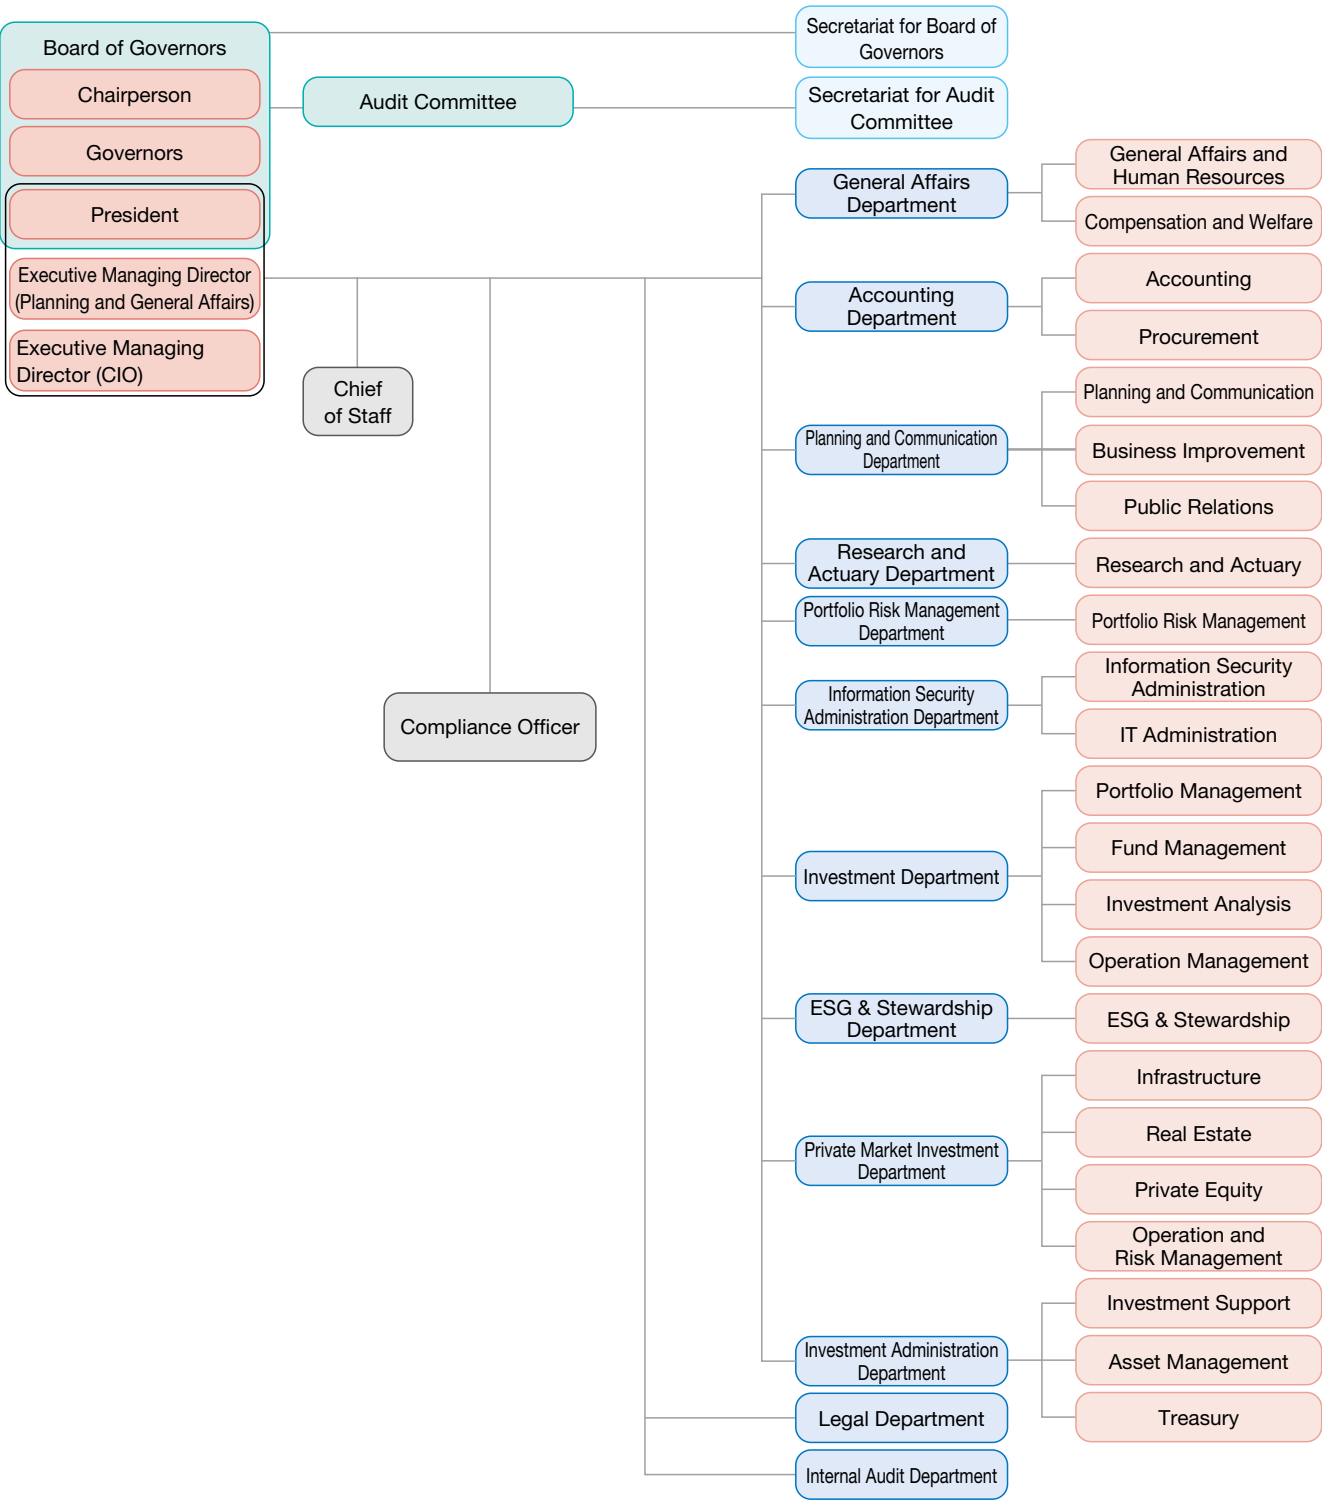 Board of Governors
Chairperson
Governors
President
Executive Managing Director
(Planning and General Affairs)
Executive Managing
Director (CIO)
Audit Committee
Secretariat for Board of
Governors
Secretariat for Audit
Committee
Chief
of Staff
Compliance Officer
General Affairs
Department
General Affairs and
Human Resources
Compensation and Welfare
Accounting
Department
Accounting
Procurement
Planning and Communication
Department
Planning and Communication
Business Improvement
Public Relations
Research and
Actuary Department
Research and Actuary
Portfolio Risk Management
Department
Portfolio Risk Management
Information Security
Administration Department
Information Security
Administration
IT Administration
Investment Department
Portfolio Management
Fund Management
Investment Analysis
Operation Management
ESG & Stewardship
Department
ESG & Stewardship
Private Market Investment
Department
Infrastructure
Real Estate
Private Equity
Operation and
Risk Management
Investment Administration
Department
Investment Support
Asset Management
Treasury
Legal Department
Internal Audit Department